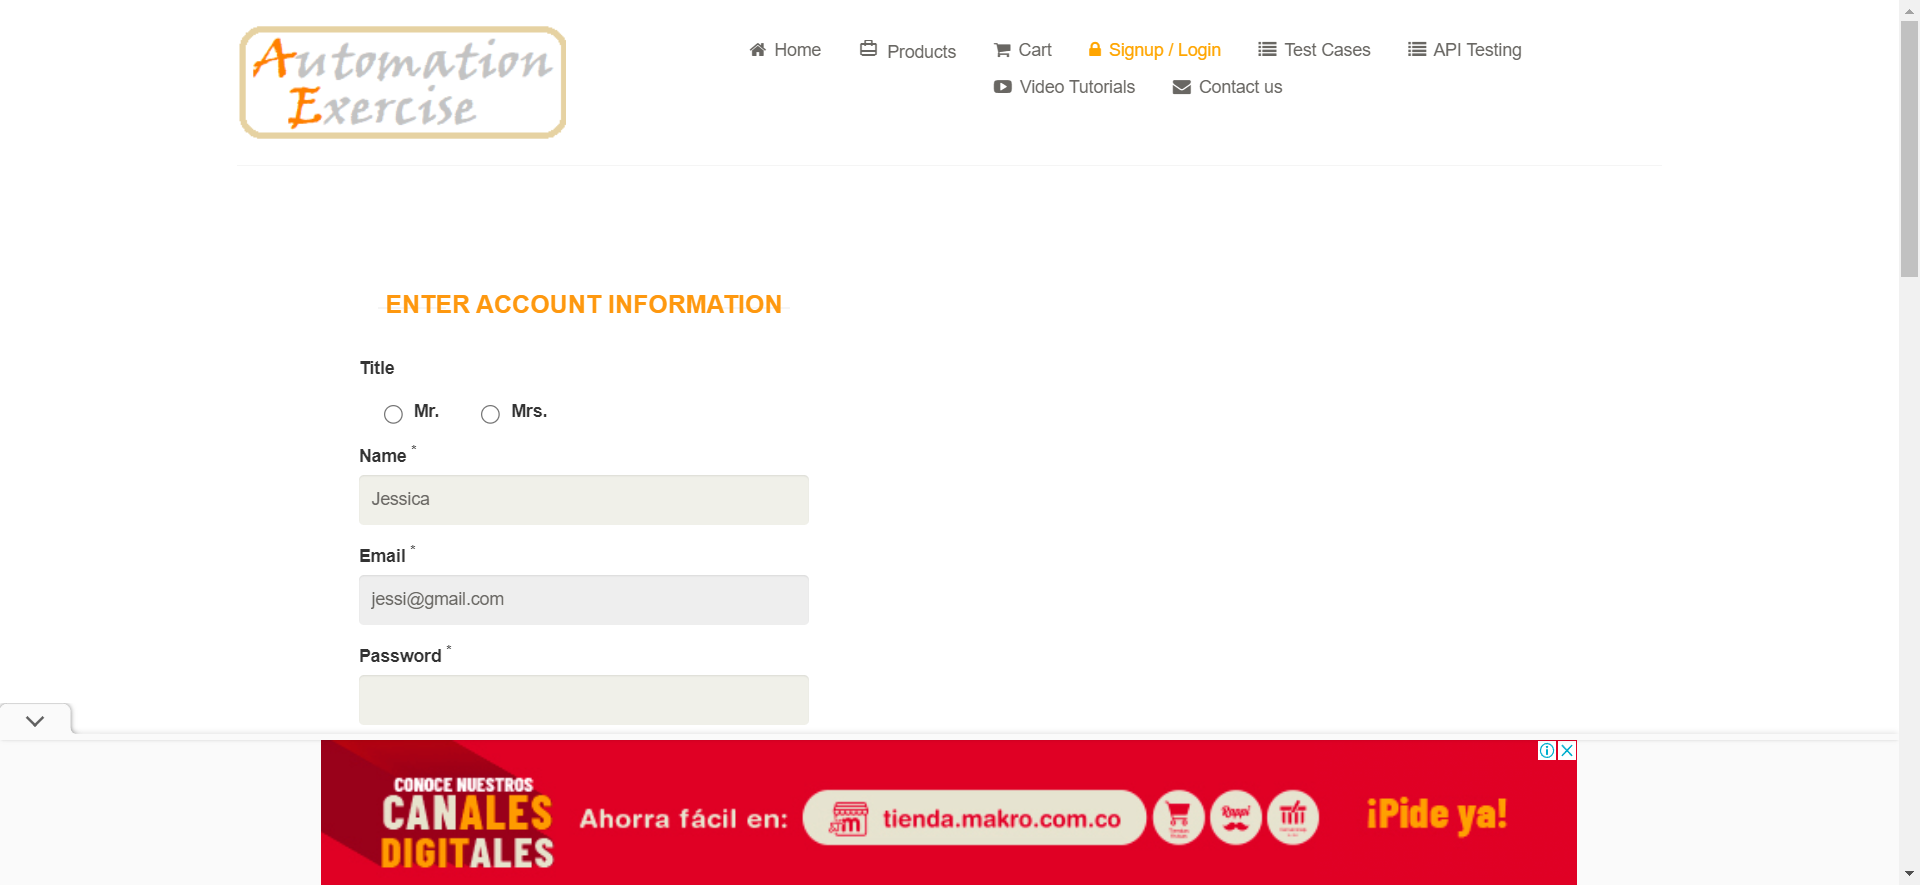 Automation
Exercise
Home
Products
Cart
Signup / Login
Test Cases
API Testing
Video Tutorials
Contact us
ENTER ACCOUNT INFORMATION
Title
Mr.
Mrs.
Name *
Jessica
Email *
jessi@gmail.com
Password *
CONOCE NUESTROS
CANALES
DIGITALES
Ahorra fácil en:
m
tienda.makro.com.co
Rappi
¡Pide ya!